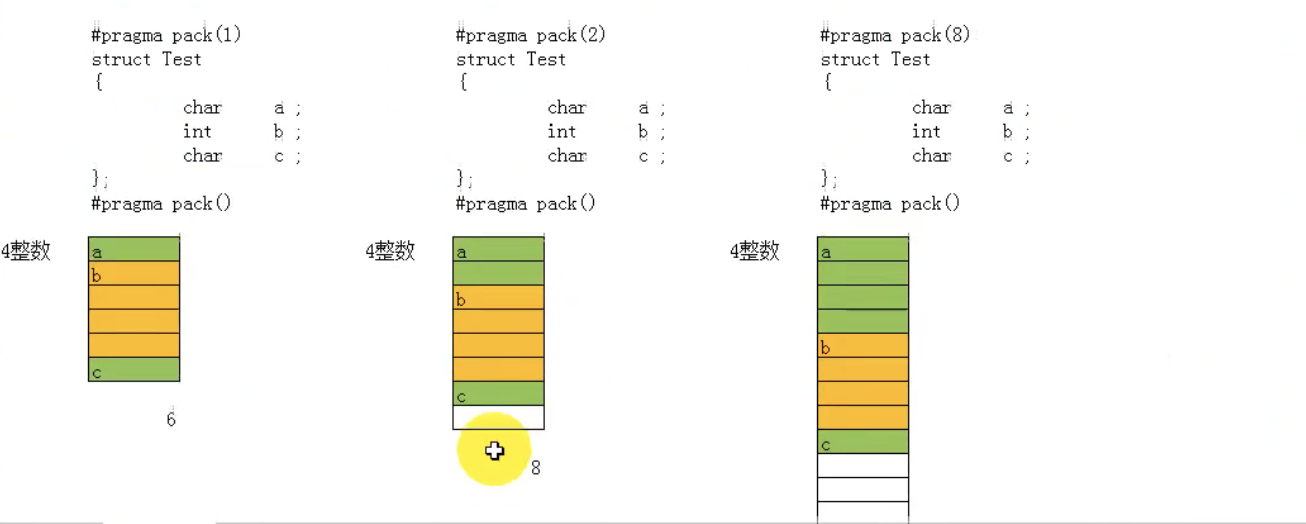 #pragma pack(1)
struct Test
{
char a ;
int b ;
char c ;
};
#pragma pack()
4整数
a
b
c
6
#pragma pack(2)
struct Test
{
char a ;
int b ;
char c ;
};
#pragma pack()
4整数
a
b
c
8
#pragma pack(8)
struct Test
{
char a ;
int b ;
char c ;
};
#pragma pack()
4整数
a
b
c